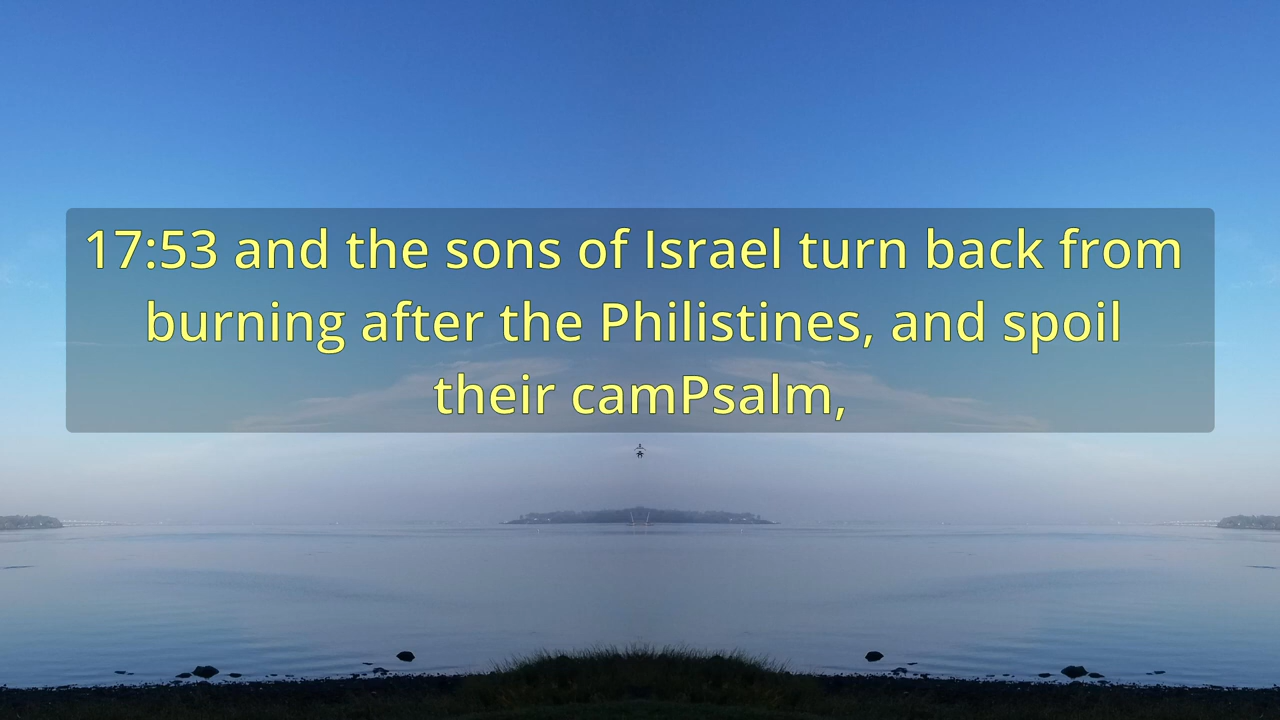 17:53 and the sons of Israel turn back from
burning after the Philistines, and spoil
their camPsalm,